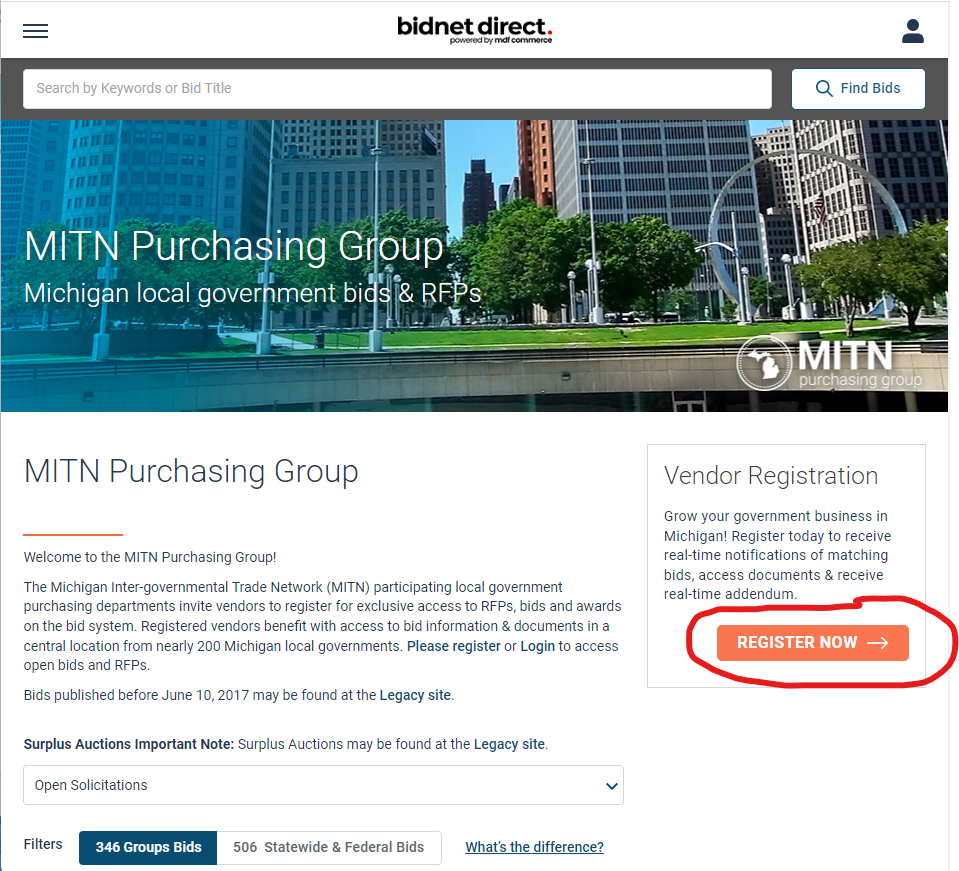 bidnet direct.
powered by mdf commerce
Search by Keywords or Bid Title
Find Bids
MITN Purchasing Group
Michigan local government bids & RFPs
MITN
purchasing group
MITN Purchasing Group
Welcome to the MITN Purchasing Group!
The Michigan Inter-governmental Trade Network (MITN) participating local government
purchasing departments invite vendors to register for exclusive access to RFPs, bids and awards
on the bid system. Registered vendors benefit with access to bid information & documents in a
central location from nearly 200 Michigan local governments. Please register or Login to access
open bids and RFPs.
Bids published before June 10, 2017 may be found at the Legacy site.
Surplus Auctions Important Note: Surplus Auctions may be found at the Legacy site.
Open Solicitations
Filters
346 Groups Bids
506 Statewide & Federal Bids
What's the difference?
Vendor Registration
Grow your government business in
Michigan! Register today to receive
real-time notifications of matching
bids, access documents & receive
real-time addendum.
REGISTER NOW